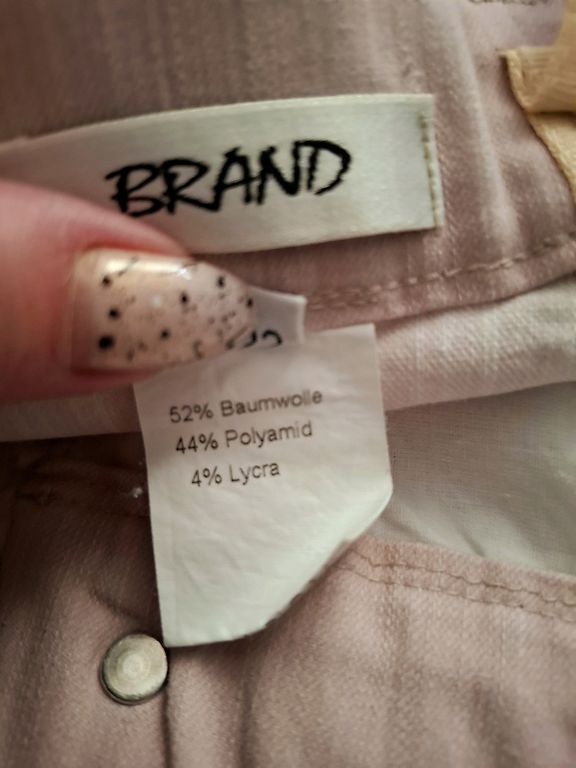 BRAND
52% Baumwolle
44% Polyamid
4% Lycra